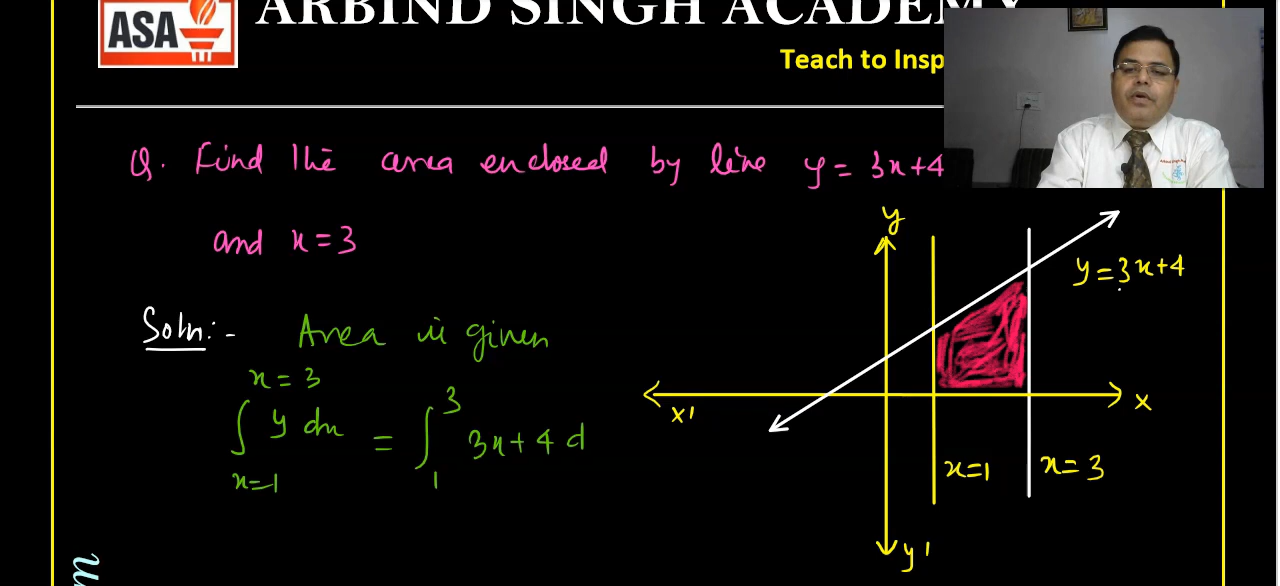 ASA
ARBIND SINGH ACADEMY
Teach to Insp
Q. Find the area enclosed by line y = 3x+4
and x = 3
Soln:- Area is given
x = 3
∫ y dx = ∫ 3x + 4 d
3
x=1
1
y
y = 3x+4
x'
x
x=1
x= 3
y'
m